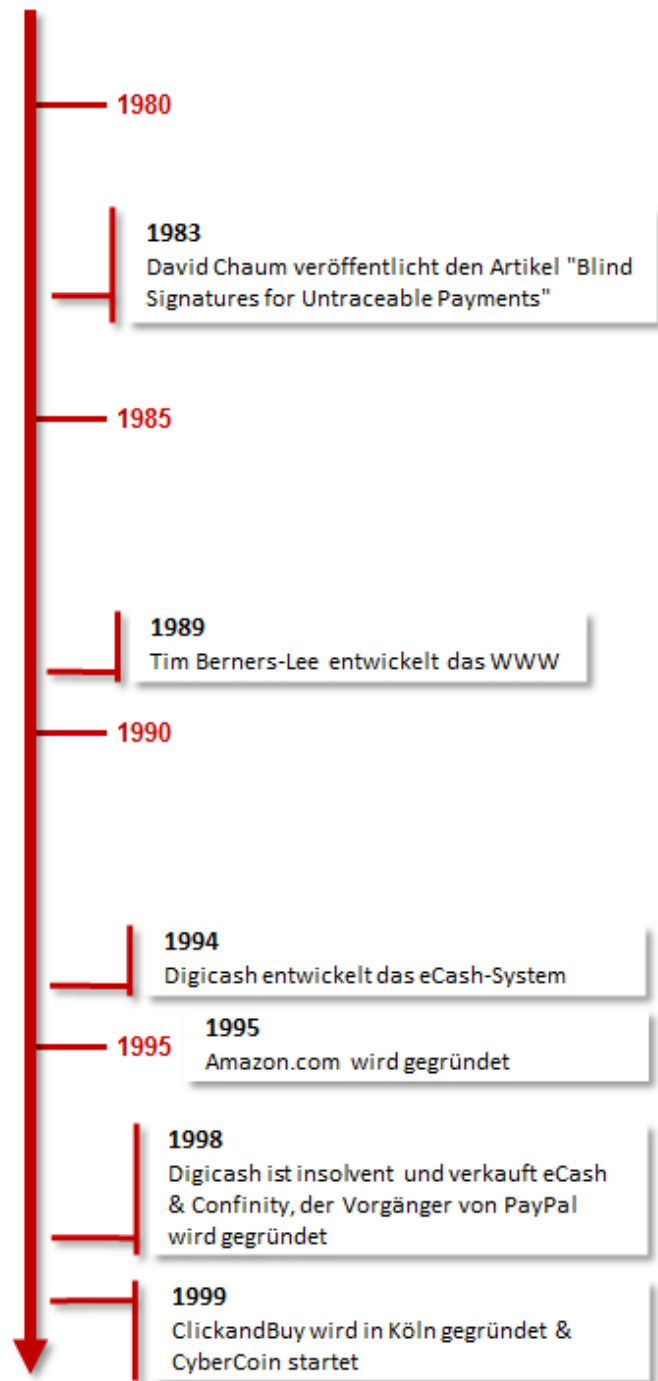 1980
1983
David Chaum veröffentlicht den Artikel "Blind
Signatures for Untraceable Payments"
1985
1989
Tim Berners-Lee entwickelt das WWW
1990
1994
Digicash entwickelt das eCash-System
1995
1995
Amazon.com wird gegründet
1998
Digicash ist insolvent und verkauft eCash
& Confinity, der Vorgänger von PayPal
wird gegründet
1999
ClickandBuy wird in Köln gegründet &
CyberCoin startet